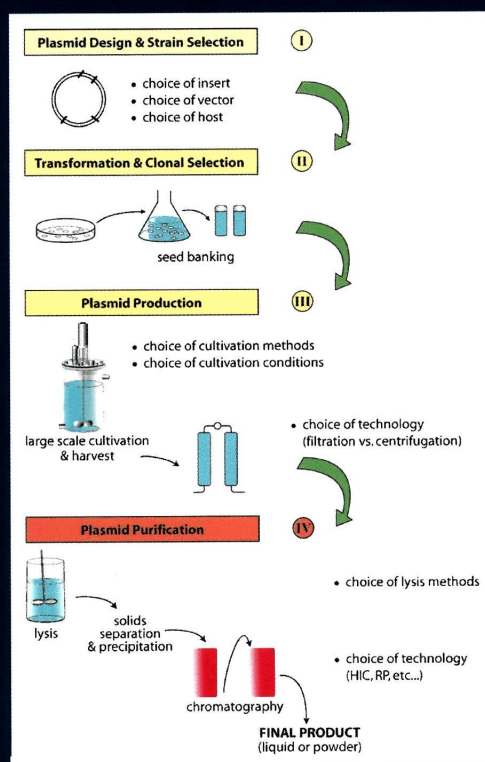 Plasmid Design & Strain Selection
I
• choice of insert
• choice of vector
• choice of host
Transformation & Clonal Selection
II
seed banking
Plasmid Production
III
• choice of cultivation methods
• choice of cultivation conditions
large scale cultivation
& harvest
• choice of technology
(filtration vs. centrifugation)
Plasmid Purification
IV
• choice of lysis methods
lysis
solids
separation
& precipitation
• choice of technology
(HIC, RP, etc...)
chromatography
FINAL PRODUCT
(liquid or powder)